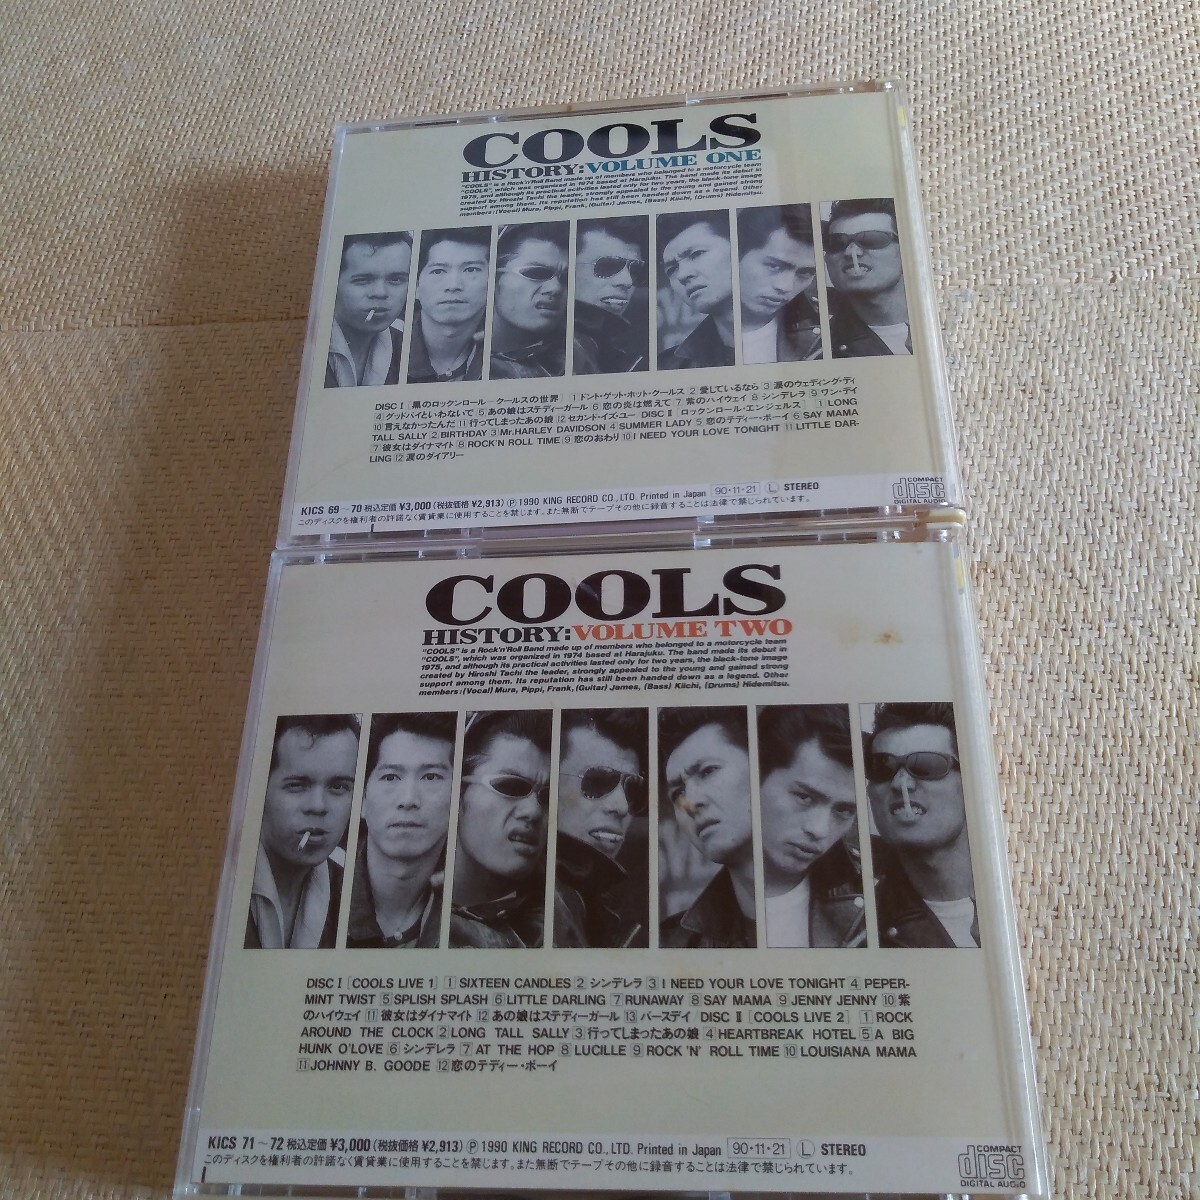 COOLS
HISTORY:VOLUME ONE
"COOLS" is a Rock'n'Roll Band made up of members who belonged to a motorcycle team
"COOLS", which was organized in 1974 based at Harajuku. The band made its debut in
1975, and although its practical activities lasted only for two years, the black-tone image
created by Hiroshi Tachi the leader, strongly appealed to the young and gained strong
support among them. Its reputation has still been handed down as a legend. Other
members:(Vocal) Mura, Pippi, Frank, (Guitar) James, (Bass) Kiichi, (Drums) Hidemitsu.
DISC I [黒のロックンロール―クールスの世界] 1 ドント・ゲット・ホット・クールス 2 愛しているなら 3 涙のウェディング・ディ
4 グッドバイといわないで 5 あの娘はステディーガール 6 恋の炎は燃えて 7 紫のハイウェイ 8 シンデレラ 9 ワン・デイ
10 言えなかったんだ 11 行ってしまったあの娘 12 セカンド・イズ・ユー DISC II [ロックンロール・エンジェルス] 1 LONG
TALL SALLY 2 BIRTHDAY 3 Mr.HARLEY DAVIDSON 4 SUMMER LADY 5 恋のテディー・ボーイ 6 SAY MAMA
7 彼女はダイナマイト 8 ROCK'N ROLL TIME 9 恋のおわり 10 I NEED YOUR LOVE TONIGHT 11 LITTLE DAR-
LING 12 涙のダイアリー
KICS 69〜70 税込定価 ¥3,000 (税抜価格 ¥2,913) Ⓟ 1990 KING RECORD CO., LTD. Printed in Japan 90・11・21 L STEREO
このディスクを権利者の許諾なく賃貸業に使用することを禁じます。また無断でテープその他に録音することは法律で禁じられています。
COMPACT
disc
DIGITAL AUDIO
COOLS
HISTORY:VOLUME TWO
"COOLS" is a Rock'n'Roll Band made up of members who belonged to a motorcycle team
"COOLS", which was organized in 1974 based at Harajuku. The band made its debut in
1975, and although its practical activities lasted only for two years, the black-tone image
created by Hiroshi Tachi the leader, strongly appealed to the young and gained strong
support among them. Its reputation has still been handed down as a legend. Other
members:(Vocal) Mura, Pippi, Frank, (Guitar) James, (Bass) Kiichi, (Drums) Hidemitsu.
DISC I [COOLS LIVE 1] 1 SIXTEEN CANDLES 2 シンデレラ 3 I NEED YOUR LOVE TONIGHT 4 PEPER-
MINT TWIST 5 SPLISH SPLASH 6 LITTLE DARLING 7 RUNAWAY 8 SAY MAMA 9 JENNY JENNY 10 紫
のハイウェイ 11 彼女はダイナマイト 12 あの娘はステディーガール 13 バースデイ/DISC II [COOLS LIVE 2] 1 ROCK
AROUND THE CLOCK 2 LONG TALL SALLY 3 行ってしまったあの娘 4 HEARTBREAK HOTEL 5 A BIG
HUNK O'LOVE 6 シンデレラ 7 AT THE HOP 8 LUCILLE 9 ROCK 'N' ROLL TIME 10 LOUISIANA MAMA
11 JOHNNY B. GOODE 12 恋のテディー・ボーイ
KICS 71〜72 税込定価 ¥3,000 (税抜価格 ¥2,913) Ⓟ 1990 KING RECORD CO., LTD. Printed in Japan 90・11・21 L STEREO
このディスクを権利者の許諾なく賃貸業に使用することを禁じます。また無断でテープその他に録音することは法律で禁じられています。
COMPACT
disc
DIGITAL AUDIO